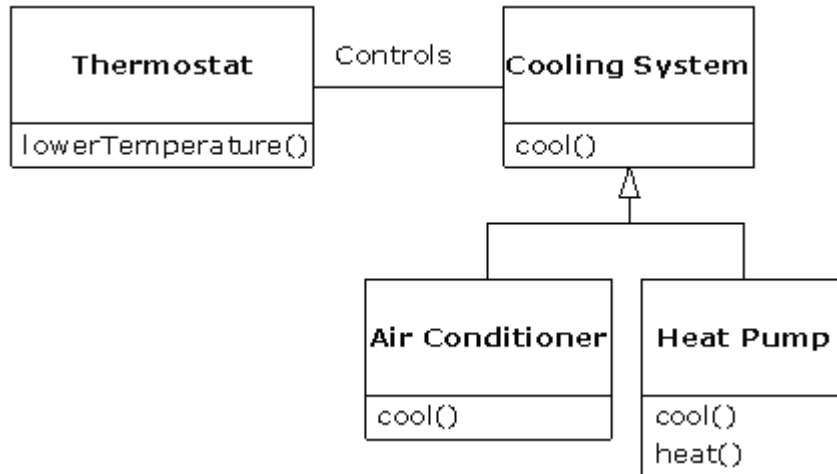 Thermostat
lowerTemperature()
Controls
Cooling System
cool()
Air Conditioner
cool()
Heat Pump
cool()
heat()